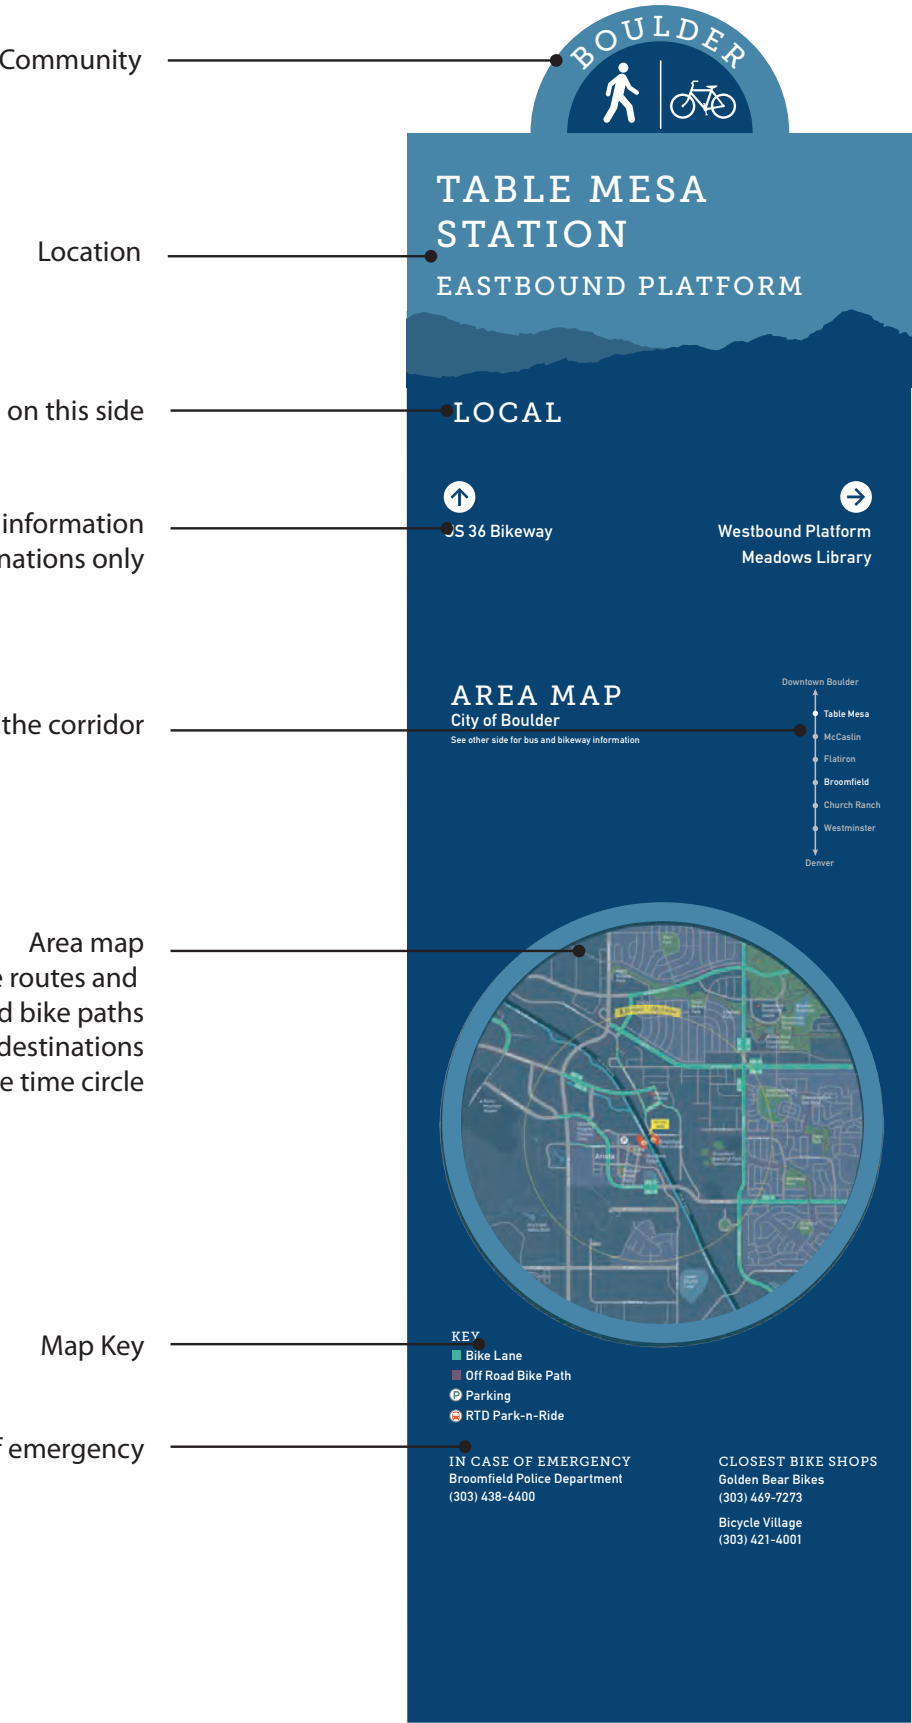 Community
BOULDER
TABLE MESA
STATION
Location
EASTBOUND PLATFORM
on this side
LOCAL
information
nations only
US 36 Bikeway
Westbound Platform
Meadows Library
the corridor
AREA MAP
City of Boulder
See other side for bus and bikeway information
Downtown Boulder
Table Mesa
McCaslin
Flatiron
Broomfield
Church Ranch
Westminster
Denver
Area map
e routes and
d bike paths
destinations
e time circle
Arista
Map Key
KEY
Bike Lane
Off Road Bike Path
P Parking
RTD Park-n-Ride
f emergency
IN CASE OF EMERGENCY
Broomfield Police Department
(303) 438-6400
CLOSEST BIKE SHOPS
Golden Bear Bikes
(303) 469-7273
Bicycle Village
(303) 421-4001